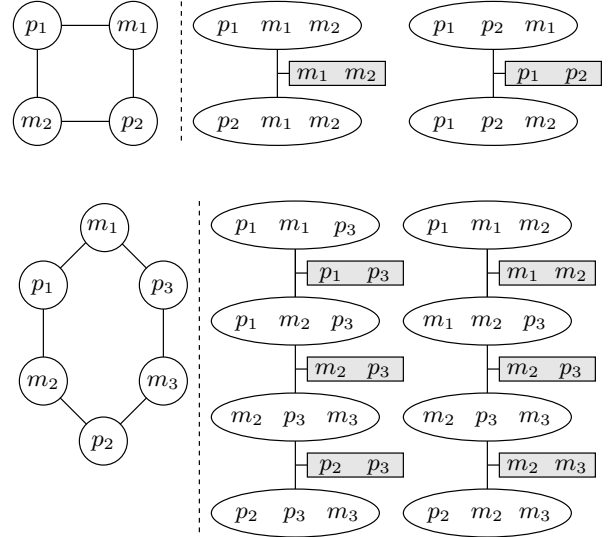 p₁ m₁ p₁ m₁ m₂ p₁ p₂ m₁
m₁ m₂ p₁ p₂
m₂ p₂ p₂ m₁ m₂ p₁ p₂ m₂
m₁ p₁ m₁ p₃ p₁ m₁ m₂
p₁ p₃ p₁ p₃ m₁ m₂
p₁ m₂ p₃ m₁ m₂ p₃
m₂ p₃ m₂ p₃
m₂ m₃
m₂ p₃ m₃ m₂ p₃ m₃
p₂
p₂ p₃ m₂ m₃
p₂ p₃ m₃ p₂ m₂ m₃